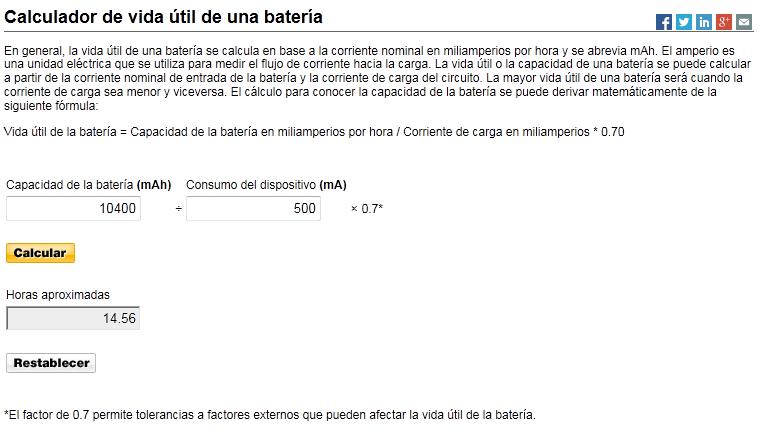 Calculador de vida útil de una batería
En general, la vida útil de una batería se calcula en base a la corriente nominal en miliamperios por hora y se abrevia mAh. El amperio es
una unidad eléctrica que se utiliza para medir el flujo de corriente hacia la carga. La vida útil o la capacidad de una batería se puede calcular
a partir de la corriente nominal de entrada de la batería y la corriente de carga del circuito. La mayor vida útil de una batería será cuando la
corriente de carga sea menor y viceversa. El cálculo para conocer la capacidad de la batería se puede derivar matemáticamente de la
siguiente fórmula:
Vida útil de la batería = Capacidad de la batería en miliamperios por hora / Corriente de carga en miliamperios * 0.70
Capacidad de la batería (mAh) Consumo del dispositivo (mA)
10400 ÷ 500 × 0.7*
Calcular
Horas aproximadas
14.56
Restablecer
*El factor de 0.7 permite tolerancias a factores externos que pueden afectar la vida útil de la batería.